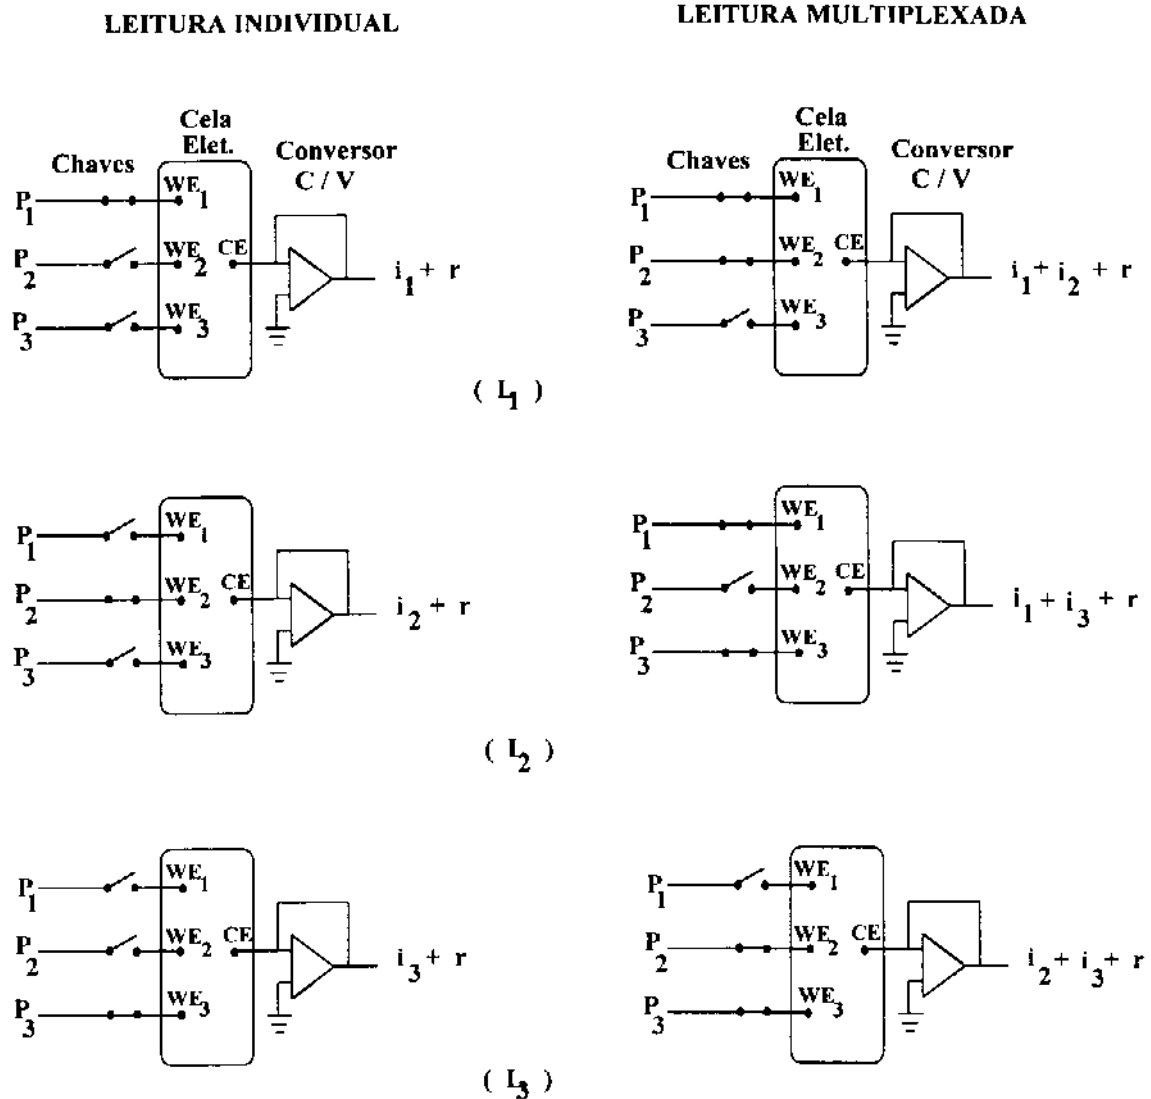 LEITURA INDIVIDUAL
LEITURA MULTIPLEXADA
Cela
Elet.
Chaves
Conversor
C / V
P1
WE1
P2
WE2
CE
i1 + r
P3
WE3
Cela
Elet.
Chaves
Conversor
C / V
P1
WE1
P2
WE2
CE
i1 + i2 + r
P3
WE3
( L1 )
P1
WE1
P2
WE2
CE
i2 + r
P3
WE3
P1
WE1
P2
WE2
CE
i1 + i3 + r
P3
WE3
( L2 )
P1
WE1
P2
WE2
CE
i3 + r
P3
WE3
P1
WE1
P2
WE2
CE
i2 + i3 + r
P3
WE3
( L3 )